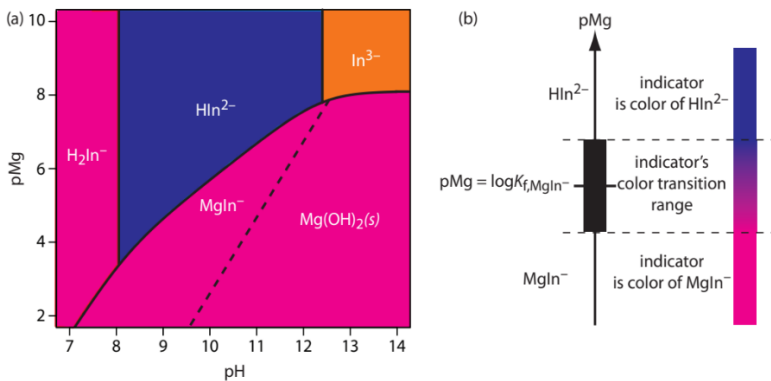 (a)
10
8
6
4
2
pMg
7 8 9 10 11 12 13 14
pH
H₂In⁻
HIn²⁻
In³⁻
MgIn⁻
Mg(OH)₂(s)
(b)
pMg
HIn²⁻
indicator
is color of HIn²⁻
pMg = logKf,MgIn⁻
indicator's
color transition
range
MgIn⁻
indicator
is color of MgIn⁻